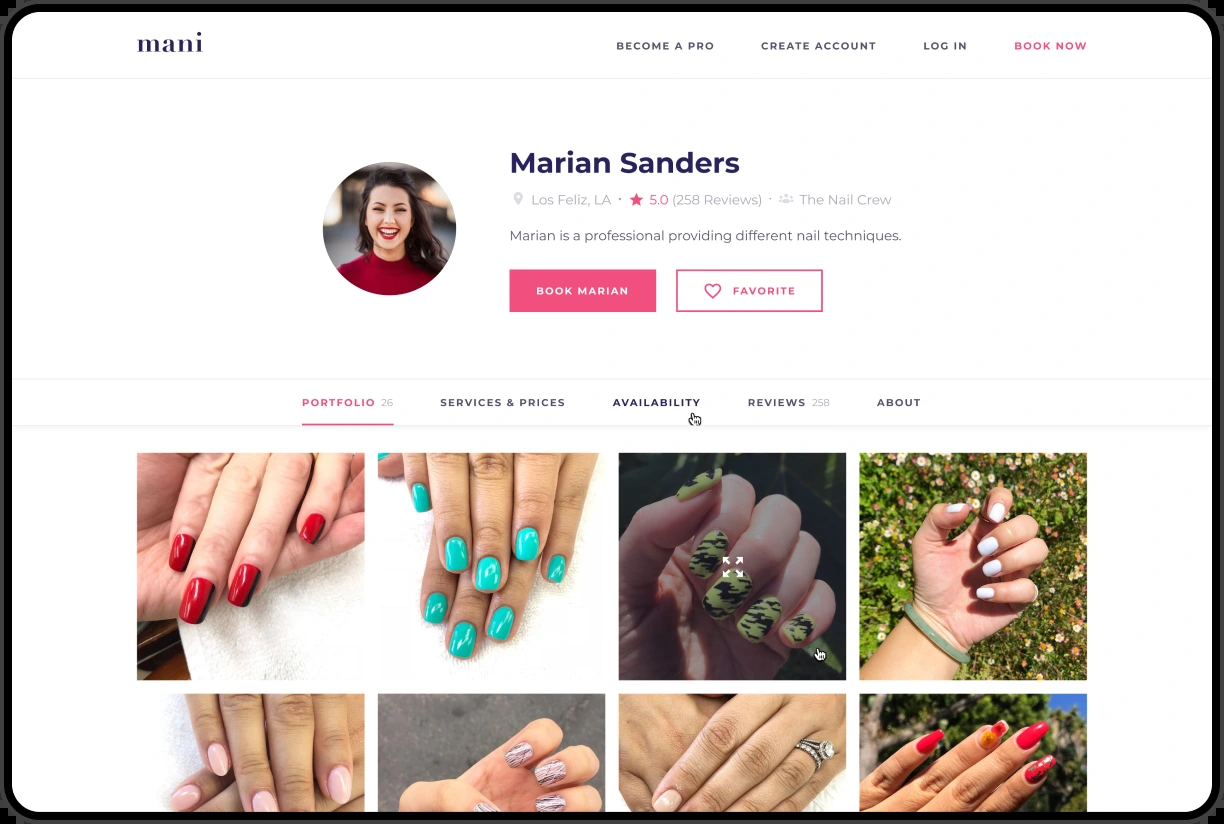 mani
BECOME A PRO CREATE ACCOUNT LOG IN BOOK NOW
Marian Sanders
Los Feliz, LA · 5.0 (258 Reviews) · The Nail Crew
Marian is a professional providing different nail techniques.
BOOK MARIAN FAVORITE
PORTFOLIO 26 SERVICES & PRICES AVAILABILITY REVIEWS 258 ABOUT